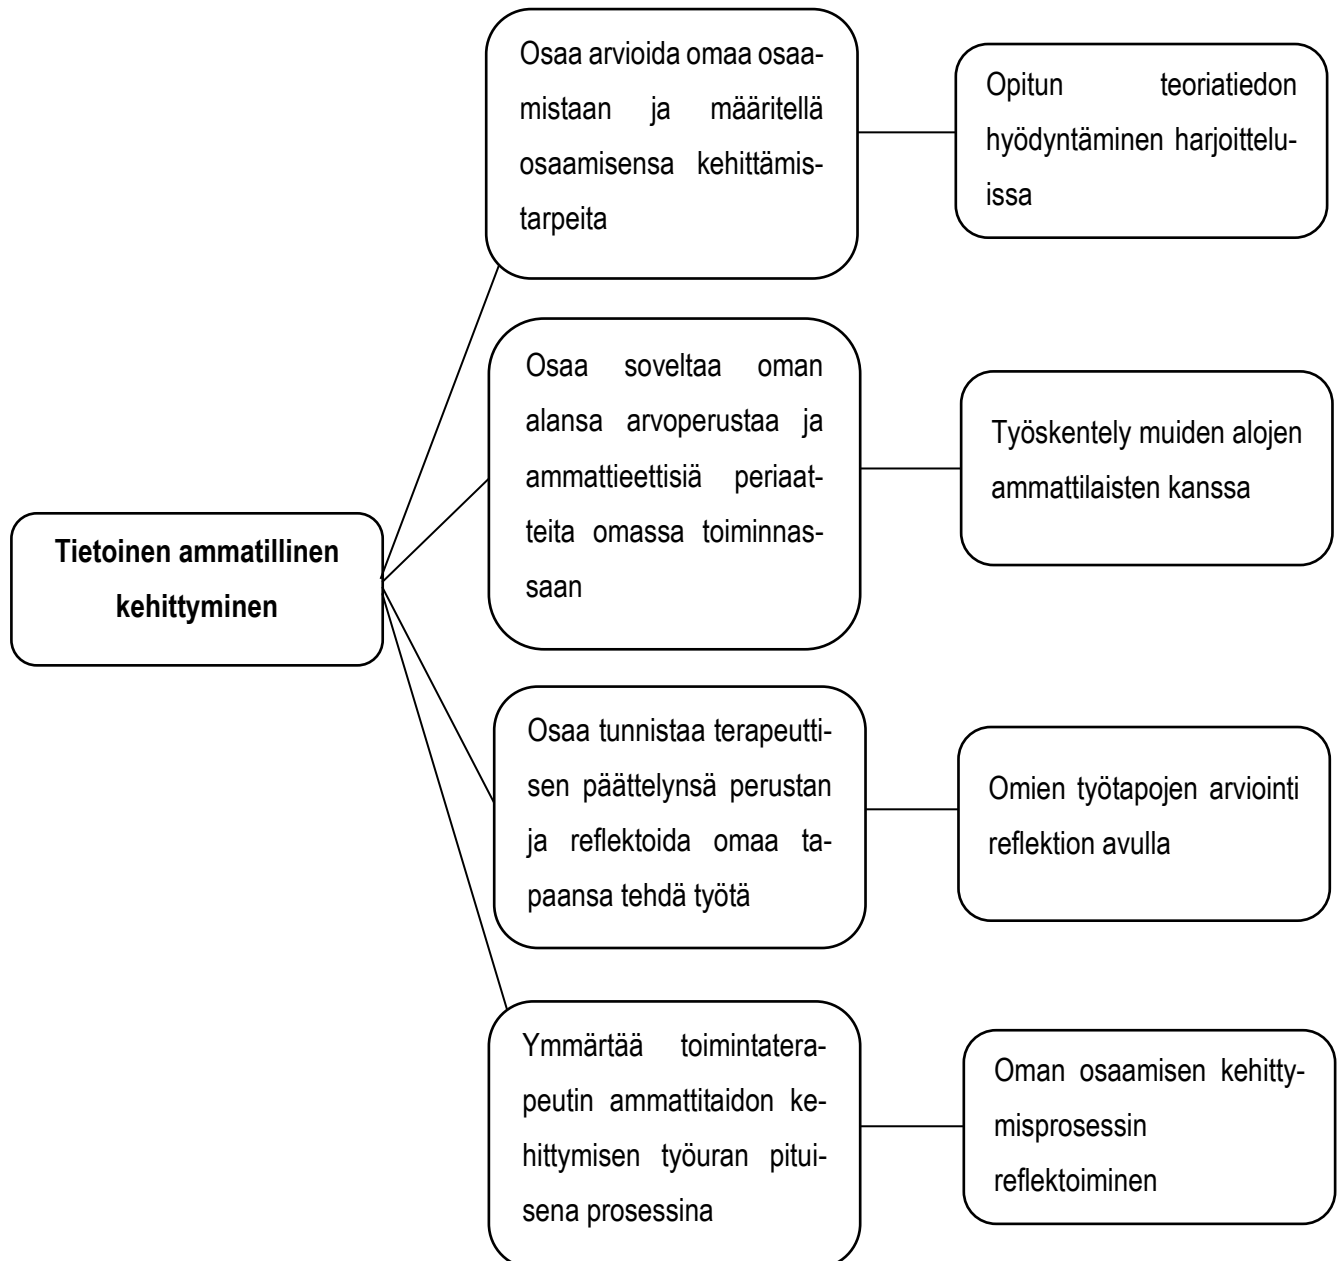 Osaa arvioida omaa osaa-
mistaan ja määritellä
osaamisensa kehittämis-
tarpeita
Opitun teoriatiedon
hyödyntäminen harjoittelu-
issa
Osaa soveltaa oman
alansa arvoperustaa ja
ammattieettisiä periaat-
teita omassa toiminnas-
saan
Työskentely muiden alojen
ammattilaisten kanssa
Tietoinen ammatillinen
kehittyminen
Osaa tunnistaa terapeutti-
sen päättelynsä perustan
ja reflektoida omaa ta-
paansa tehdä työtä
Omien työtapojen arviointi
reflektion avulla
Ymmärtää toimintatera-
peutin ammattitaidon ke-
hittymisen työuran pitui-
sena prosessina
Oman osaamisen kehitty-
misprosessin
reflektoiminen